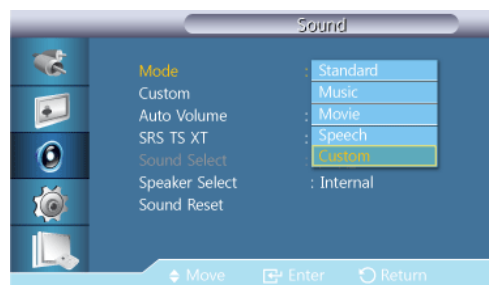 Sound
Mode : Standard
Custom Music
Auto Volume : Movie
SRS TS XT : Speech
Sound Select : Custom
Speaker Select : Internal
Sound Reset
Move Enter Return